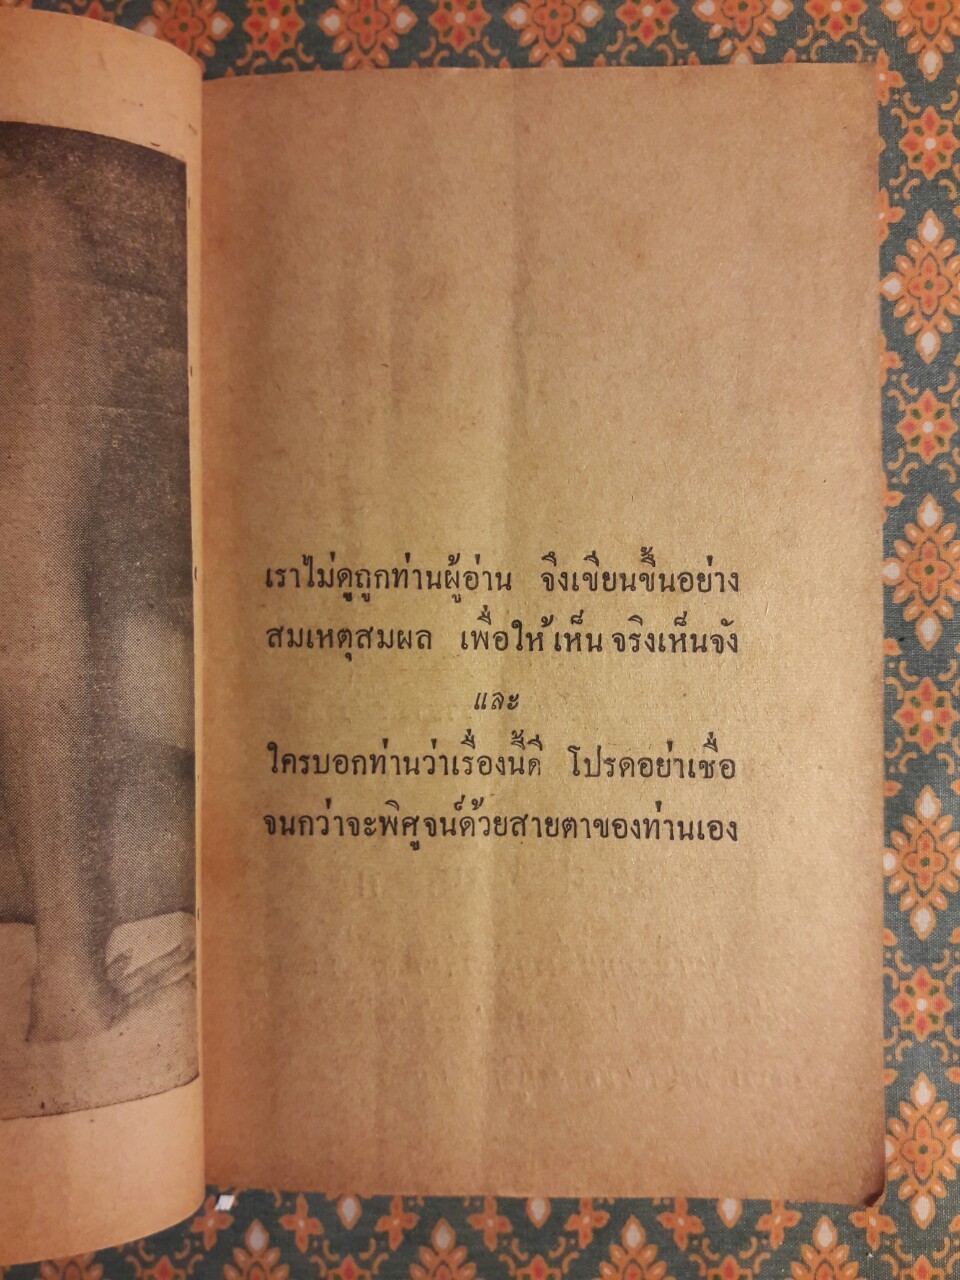 เราไม่ดูถูกท่านผู้อ่าน จึงเขียนขึ้นอย่าง
สมเหตุสมผล เพื่อให้เห็นจริงเห็นจัง
และ
ใครบอกท่านว่าเรื่องนี้ดี โปรดอย่าเชื่อ
จนกว่าจะพิศูจน์ด้วยสายตาของท่านเอง